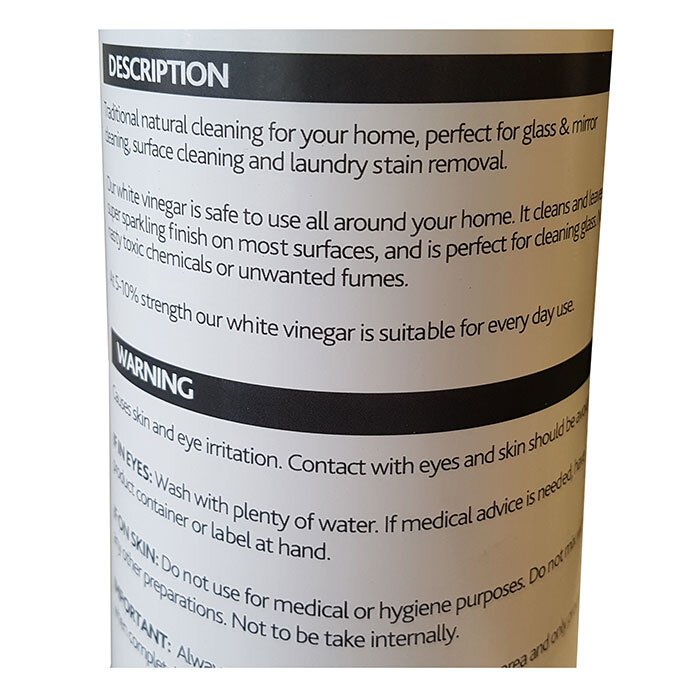 DESCRIPTION
Traditional natural cleaning for your home, perfect for glass & mirror
cleaning, surface cleaning and laundry stain removal.
Our white vinegar is safe to use all around your home. It cleans and leaves
super sparkling finish on most surfaces, and is perfect for cleaning glass.
nasty toxic chemicals or unwanted fumes.
At 5-10% strength our white vinegar is suitable for every day use.
WARNING
Causes skin and eye irritation. Contact with eyes and skin should be
IF IN EYES: Wash with plenty of water. If medical advice is needed, have
product container or label at hand.
IF ON SKIN: Do not use for medical or hygiene purposes. Do not mix
any other preparations. Not to be take internally.
IMPORTANT: Alway
area and only
complet